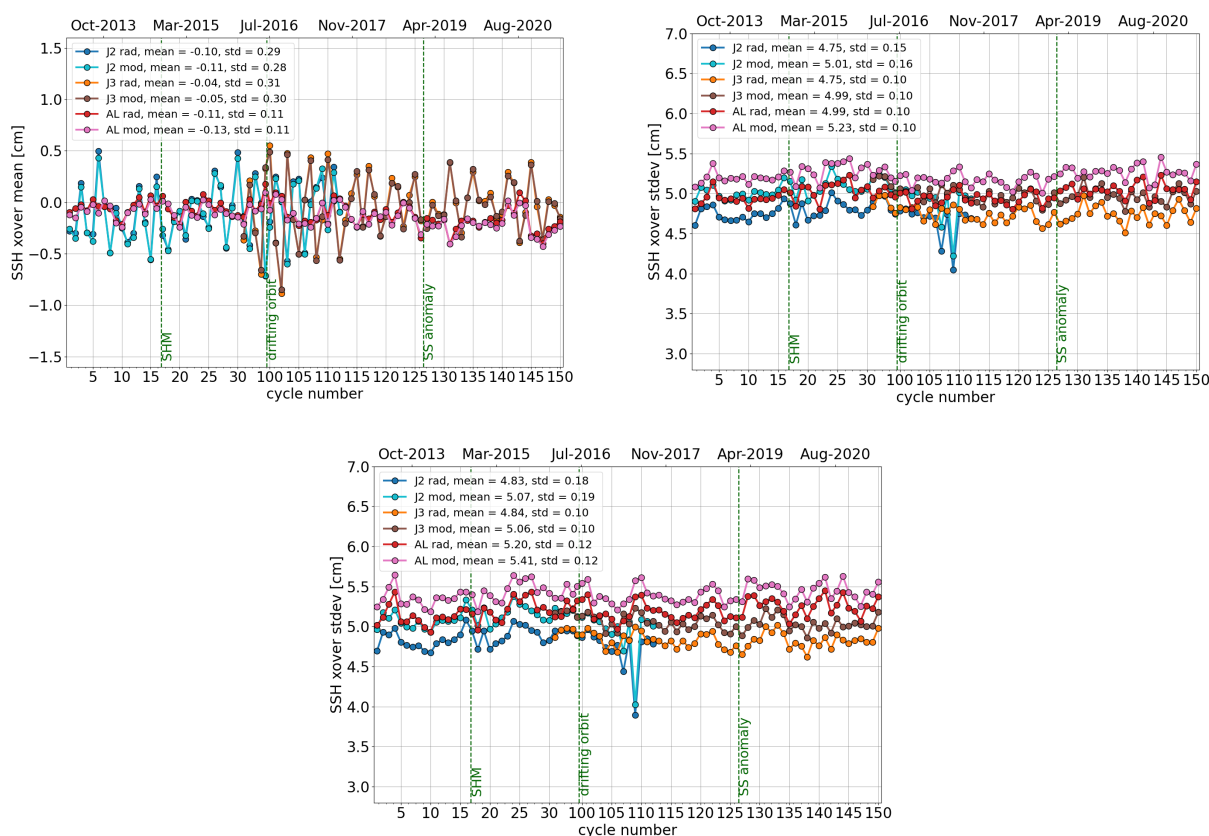 Oct-2013 Mar-2015 Jul-2016 Nov-2017 Apr-2019 Aug-2020
1.5
1.0
0.5
0.0
−0.5
−1.0
−1.5
SSH xover mean [cm]
J2 rad, mean = -0.10, std = 0.29
J2 mod, mean = -0.11, std = 0.28
J3 rad, mean = -0.04, std = 0.31
J3 mod, mean = -0.05, std = 0.30
AL rad, mean = -0.11, std = 0.11
AL mod, mean = -0.13, std = 0.11
SHM
drifting orbit
SS anomaly
5 10 15 20 30 100 105 110 115 120 125 130 145 150
cycle number
Oct-2013 Mar-2015 Jul-2016 Nov-2017 Apr-2019 Aug-2020
7.0
6.5
6.0
5.5
5.0
4.5
4.0
3.5
3.0
SSH xover stdev [cm]
J2 rad, mean = 4.75, std = 0.15
J2 mod, mean = 5.01, std = 0.16
J3 rad, mean = 4.75, std = 0.10
J3 mod, mean = 4.99, std = 0.10
AL rad, mean = 4.99, std = 0.10
AL mod, mean = 5.23, std = 0.10
SHM
drifting orbit
SS anomaly
5 10 15 20 25 30 100 105 110 115 120 125 131 140 145 150
cycle number
Oct-2013 Mar-2015 Jul-2016 Nov-2017 Apr-2019 Aug-2020
7.0
6.5
6.0
5.5
5.0
4.5
4.0
3.5
3.0
SSH xover stdev [cm]
J2 rad, mean = 4.83, std = 0.18
J2 mod, mean = 5.07, std = 0.19
J3 rad, mean = 4.84, std = 0.10
J3 mod, mean = 5.06, std = 0.10
AL rad, mean = 5.20, std = 0.12
AL mod, mean = 5.41, std = 0.12
SHM
drifting orbit
SS anomaly
5 10 15 25 30 100 105 110 115 120 125 130 140 145 150
cycle number